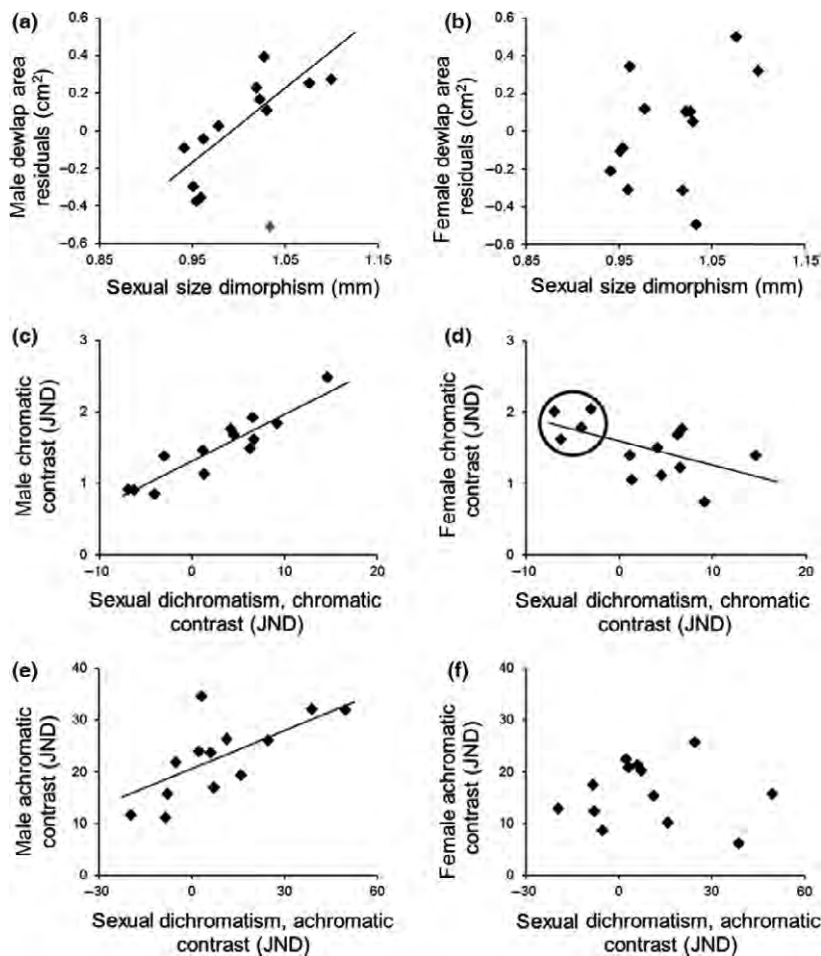 (a)
Male dewlap area
residuals (cm²)
0.6
0.4
0.2
0
−0.2
−0.4
−0.6
0.85 0.95 1.05 1.15
Sexual size dimorphism (mm)
(b)
Female dewlap area
residuals (cm²)
0.6
0.4
0.2
0
−0.2
−0.4
−0.6
0.85 0.95 1.05 1.15
Sexual size dimorphism (mm)
(c)
Male chromatic
contrast (JND)
3
2
1
0
−10 0 10 20
Sexual dichromatism, chromatic
contrast (JND)
(d)
Female chromatic
contrast (JND)
3
2
1
0
−10 0 10 20
Sexual dichromatism, chromatic
contrast (JND)
(e)
Male achromatic
contrast (JND)
40
30
20
10
0
−30 0 30 60
Sexual dichromatism, achromatic
contrast (JND)
(f)
Female achromatic
contrast (JND)
40
30
20
10
0
−30 0 30 60
Sexual dichromatism, achromatic
contrast (JND)